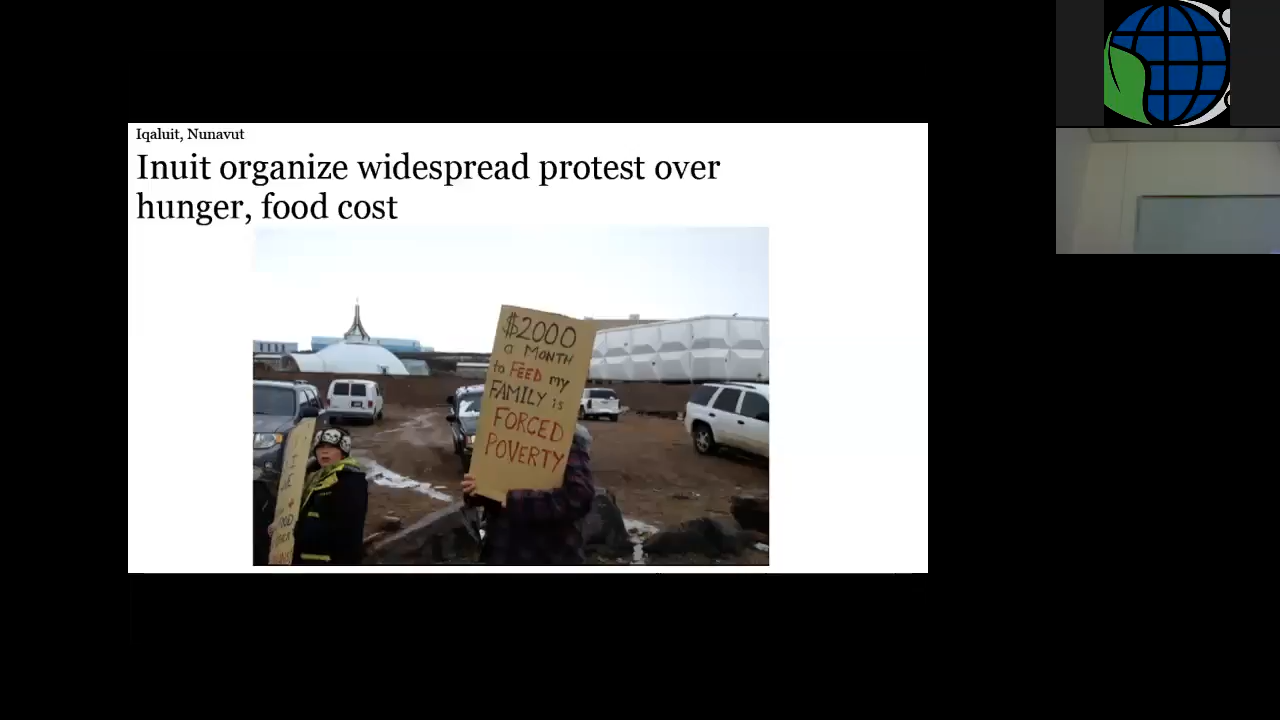 Iqaluit, Nunavut
Inuit organize widespread protest over
hunger, food cost
$2000
a MONTH
to FEED my
FAMILY is
FORCED
POVERTY